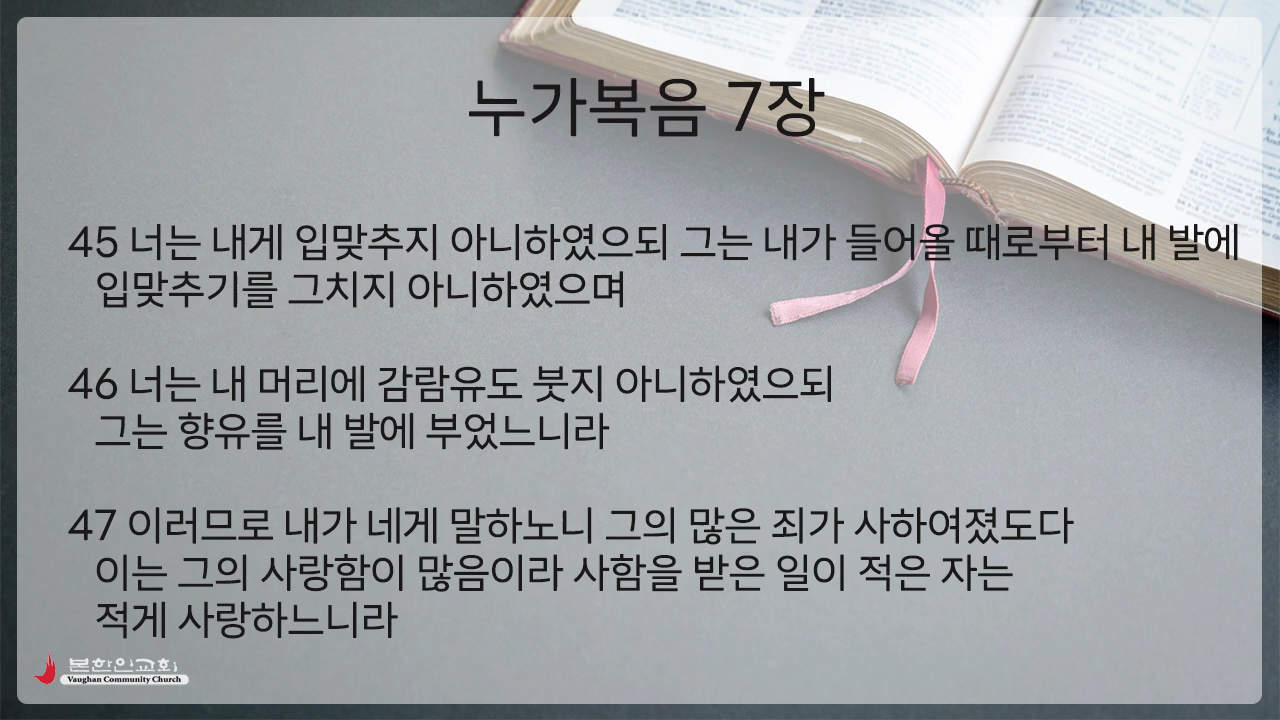 누가복음 7장
45 너는 내게 입맞추지 아니하였으되 그는 내가 들어올 때로부터 내 발에
입맞추기를 그치지 아니하였으며
46 너는 내 머리에 감람유도 붓지 아니하였으되
그는 향유를 내 발에 부었느니라
47 이러므로 내가 네게 말하노니 그의 많은 죄가 사하여졌도다
이는 그의 사랑함이 많음이라 사함을 받은 일이 적은 자는
적게 사랑하느니라
본한인교회
Vaughan Community Church